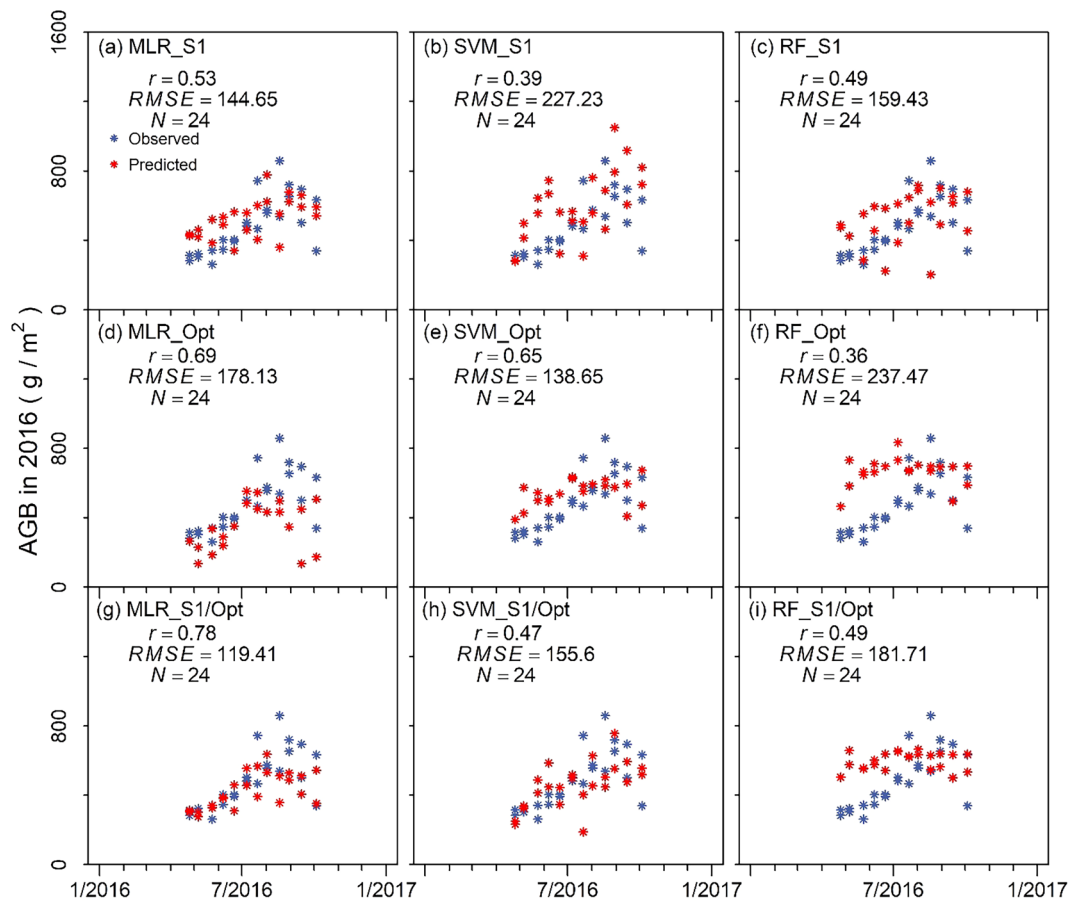 1600
(a) MLR_S1
r = 0.53
RMSE = 144.65
N = 24
Observed
Predicted
(b) SVM_S1
r = 0.39
RMSE = 227.23
N = 24
(c) RF_S1
r = 0.49
RMSE = 159.43
N = 24
800
0
(d) MLR_Opt
r = 0.69
RMSE = 178.13
N = 24
(e) SVM_Opt
r = 0.65
RMSE = 138.65
N = 24
(f) RF_Opt
r = 0.36
RMSE = 237.47
N = 24
AGB in 2016 ( g / m² )
800
0
(g) MLR_S1/Opt
r = 0.78
RMSE = 119.41
N = 24
(h) SVM_S1/Opt
r = 0.47
RMSE = 155.6
N = 24
(i) RF_S1/Opt
r = 0.49
RMSE = 181.71
N = 24
800
0
1/2016 7/2016 1/2017 7/2016 1/2017 7/2016 1/2017